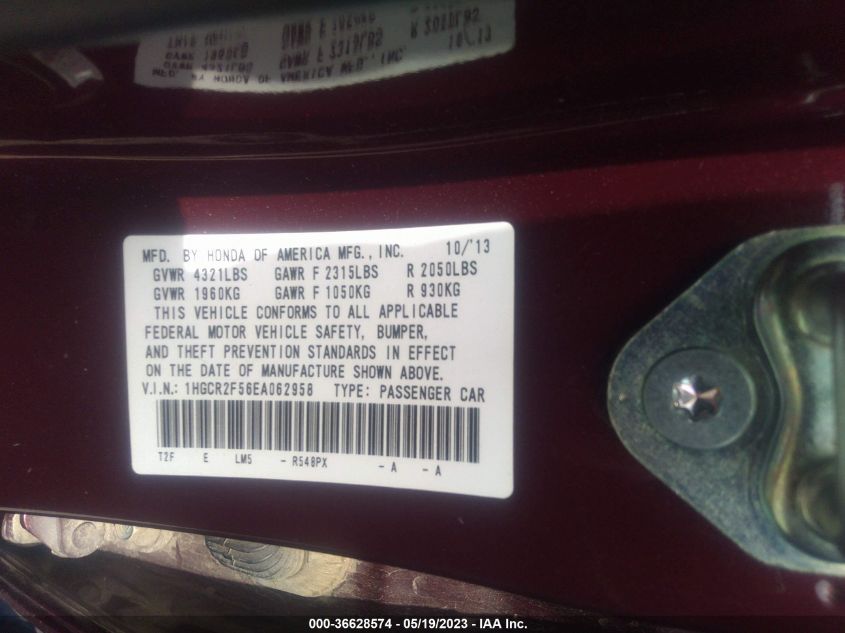 MFD. BY HONDA OF AMERICA MFG., INC. 10/'13
GVWR 4321LBS GAWR F 2315LBS R 2050LBS
GVWR 1960KG GAWR F 1050KG R 930KG
THIS VEHICLE CONFORMS TO ALL APPLICABLE
FEDERAL MOTOR VEHICLE SAFETY, BUMPER,
AND THEFT PREVENTION STANDARDS IN EFFECT
ON THE DATE OF MANUFACTURE SHOWN ABOVE.
V.I.N.: 1HGCR2F56EA062958 TYPE: PASSENGER CAR
T2F E LM5 - R548PX - A - A
000-36628574 — 05/19/2023 — IAA Inc.